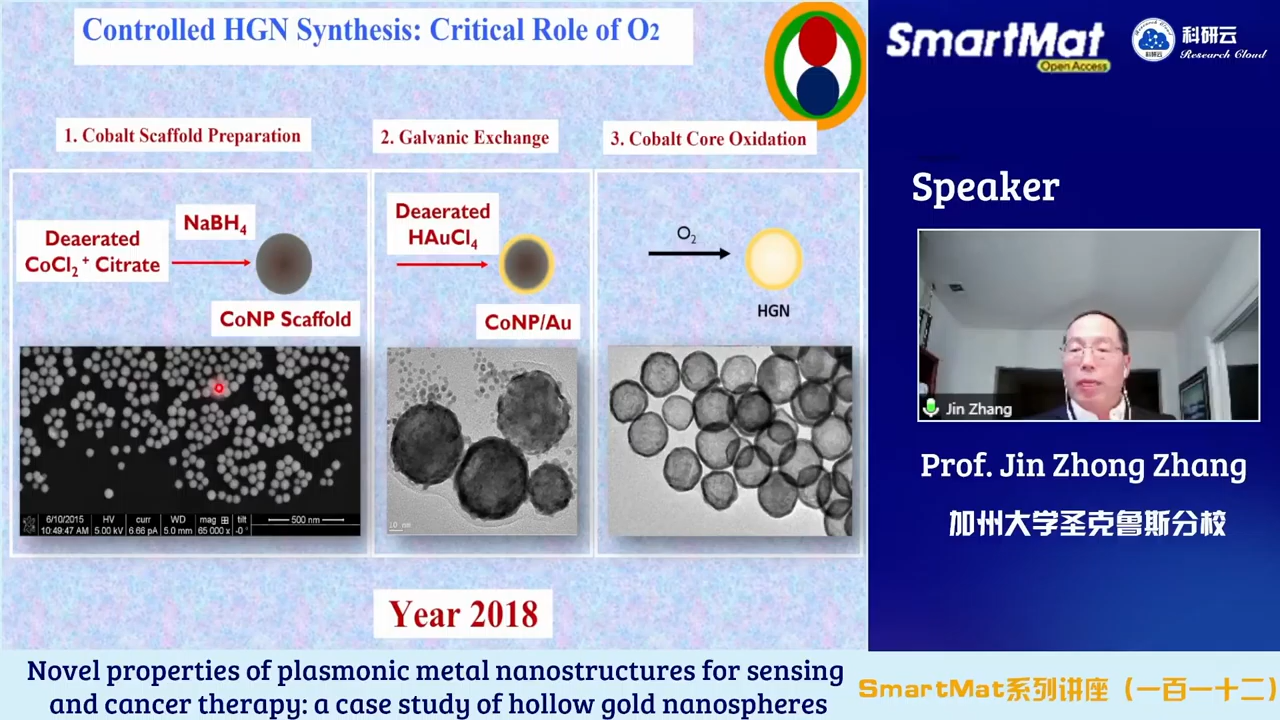 Controlled HGN Synthesis: Critical Role of O2
1. Cobalt Scaffold Preparation
2. Galvanic Exchange
3. Cobalt Core Oxidation
Deaerated
CoCl2 + Citrate
NaBH4
CoNP Scaffold
Deaerated
HAuCl4
CoNP/Au
O2
HGN
6/10/2015
10:49:47 AM
HV
5.00 kV
curr
6.66 pA
WD
5.0 mm
mag
65 000 x
tilt
-0 °
500 nm
10 nm
Year 2018
SmartMat
Open Access
科研云
科研云
Research Cloud
Speaker
Jin Zhang
Prof. Jin Zhong Zhang
加州大学圣克鲁斯分校
Novel properties of plasmonic metal nanostructures for sensing
and cancer therapy: a case study of hollow gold nanospheres
SmartMat系列讲座（一百一十二）